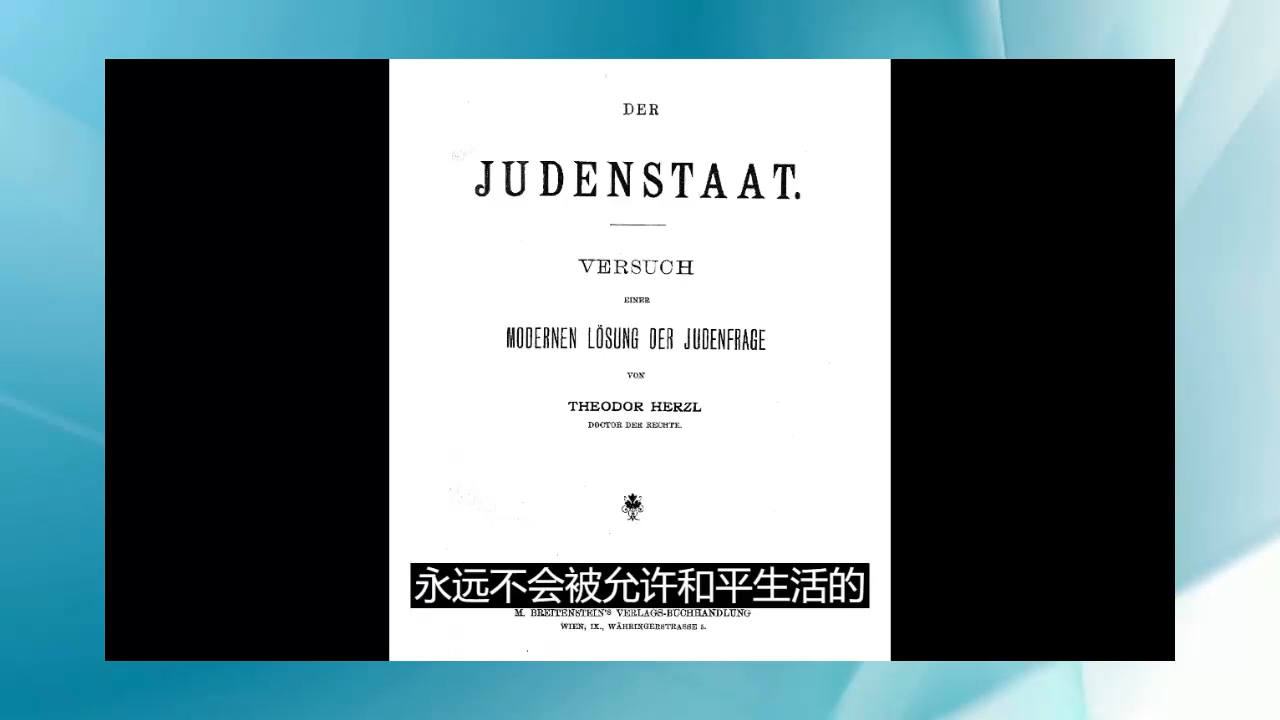 DER
JUDENSTAAT.
VERSUCH
EINER
MODERNEN LÖSUNG DER JUDENFRAGE
VON
THEODOR HERZL
DOCTOR DER RECHTE.
永远不会被允许和平生活的
M. BREITENSTEIN'S VERLAGS-BUCHHANDLUNG
WIEN, IX., WÄHRINGERSTRASSE 5.